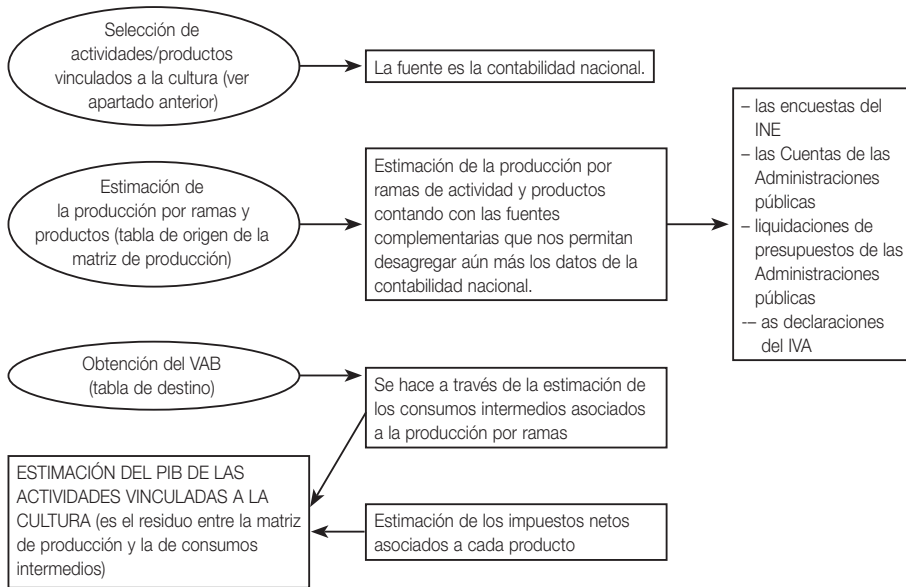 Selección de
actividades/productos
vinculados a la cultura (ver
apartado anterior)
La fuente es la contabilidad nacional.
Estimación de
la producción por ramas y
productos (tabla de origen de la
matriz de producción)
Estimación de la producción por
ramas de actividad y productos
contando con las fuentes
complementarias que nos permitan
desagregar aún más los datos de la
contabilidad nacional.
– las encuestas del
INE
– las Cuentas de las
Administraciones
públicas
– liquidaciones de
presupuestos de las
Administraciones
públicas
-– as declaraciones
del IVA
Obtención del VAB
(tabla de destino)
Se hace a través de la estimación de
los consumos intermedios asociados
a la producción por ramas
ESTIMACIÓN DEL PIB DE LAS
ACTIVIDADES VINCULADAS A LA
CULTURA (es el residuo entre la matriz
de producción y la de consumos
intermedios)
Estimación de los impuestos netos
asociados a cada producto